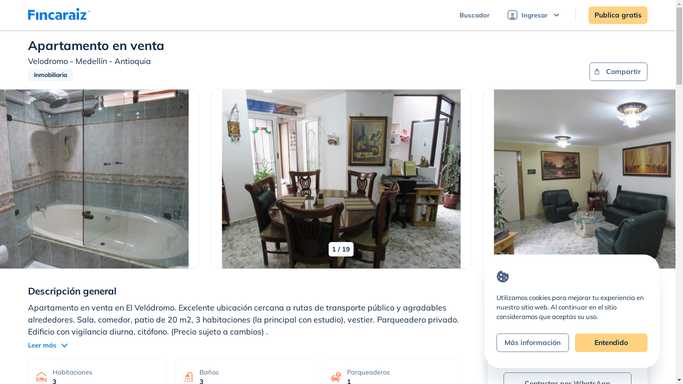 Fincaraiz
Buscador
Ingresar
Publica gratis
Apartamento en venta
Velodromo - Medellín - Antioquia
Inmobiliaria
Compartir
1 / 19
Descripción general
Apartamento en venta en El Velódromo. Excelente ubicación cercana a rutas de transporte público y agradables
alrededores. Sala, comedor, patio de 20 m2, 3 habitaciones (la principal con estudio), vestier. Parqueadero privado.
Edificio con vigilancia diurna, citófono. (Precio sujeto a cambios) .
Leer más
Habitaciones
3
Baños
3
Parqueaderos
1
Utilizamos cookies para mejorar tu experiencia en
nuestro sitio web. Al continuar en el sitio
consideramos que aceptas su uso.
Más información
Entendido
Contactar por WhatsApp